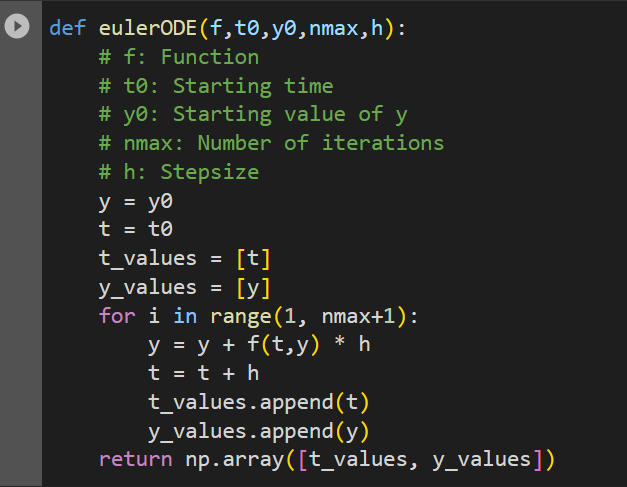 def eulerODE(f,t0,y0,nmax,h):
    # f: Function
    # t0: Starting time
    # y0: Starting value of y
    # nmax: Number of iterations
    # h: Stepsize
    y = y0
    t = t0
    t_values = [t]
    y_values = [y]
    for i in range(1, nmax+1):
        y = y + f(t,y) * h
        t = t + h
        t_values.append(t)
        y_values.append(y)
    return np.array([t_values, y_values])